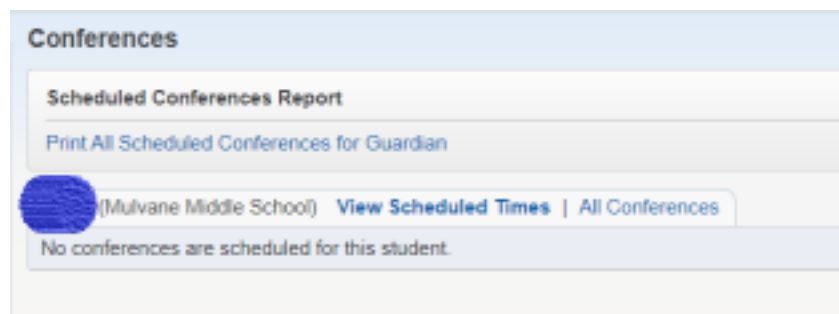 Conferences
Scheduled Conferences Report
Print All Scheduled Conferences for Guardian
(Mulvane Middle School) View Scheduled Times | All Conferences
No conferences are scheduled for this student.